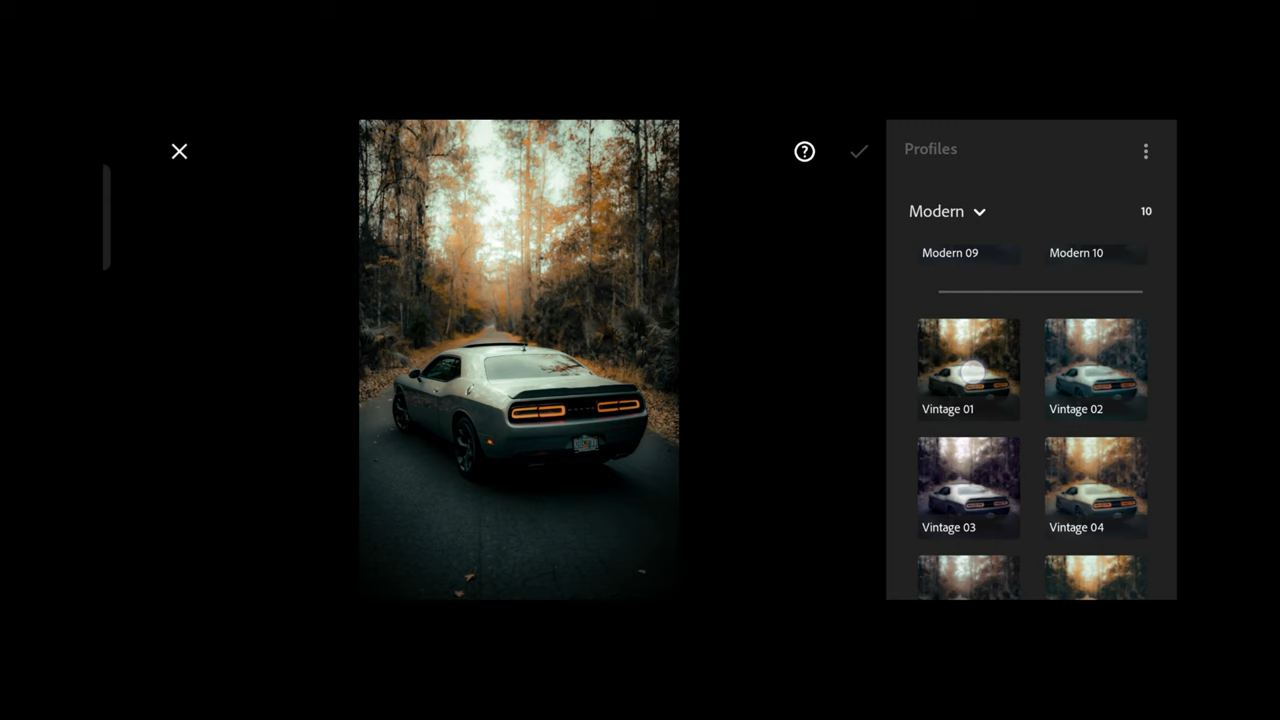 Profiles
Modern
10
Modern 09
Modern 10
Vintage 01
Vintage 02
Vintage 03
Vintage 04